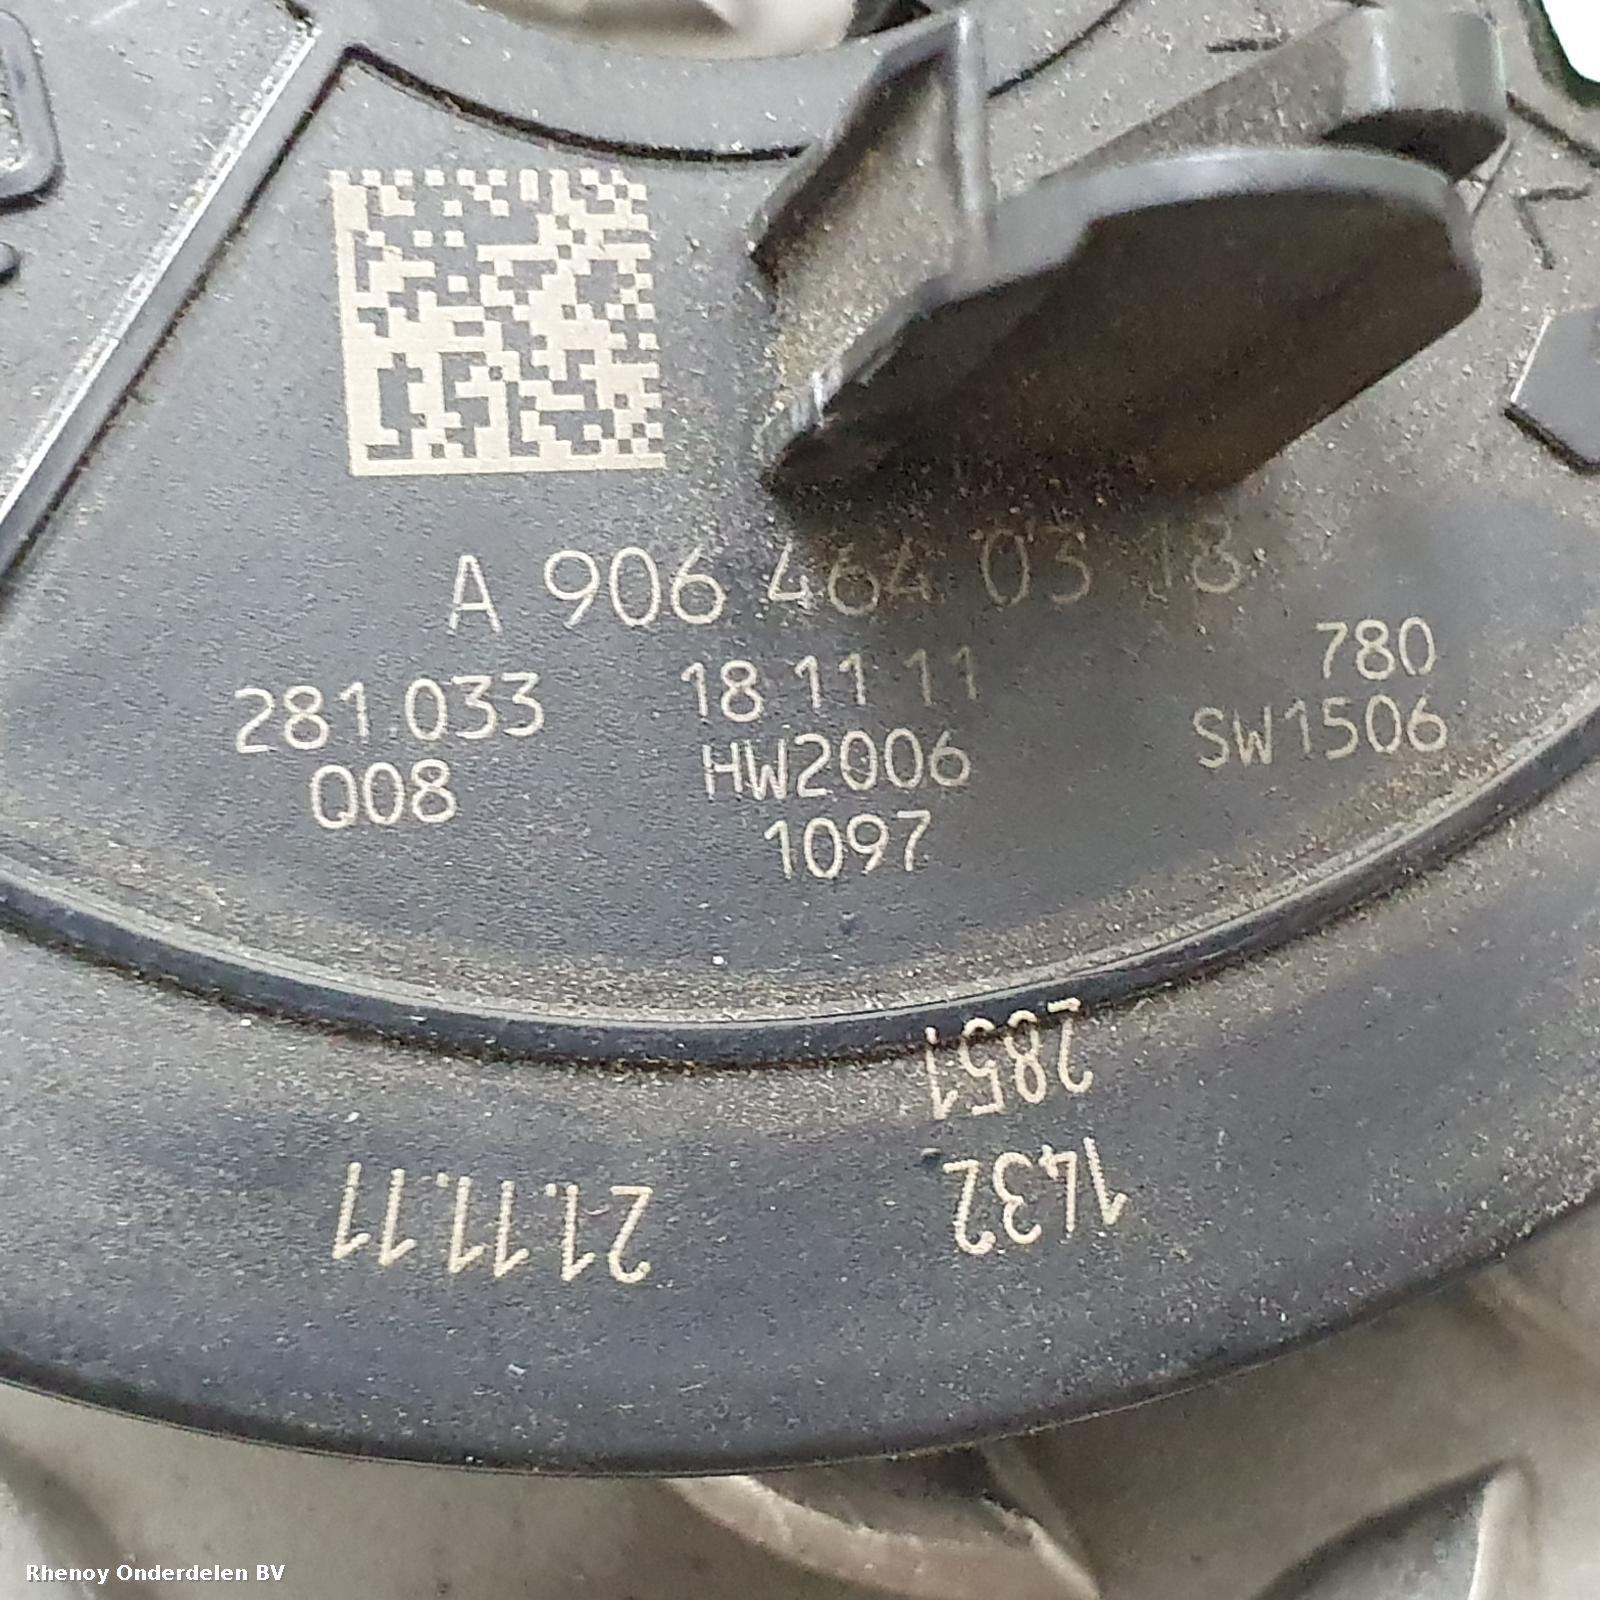 A 906 464 03 18
281.033 18 11 11 780
Q08 HW2006 SW1506
1097
2851
1432
21.11.11
Rhenoy Onderdelen BV